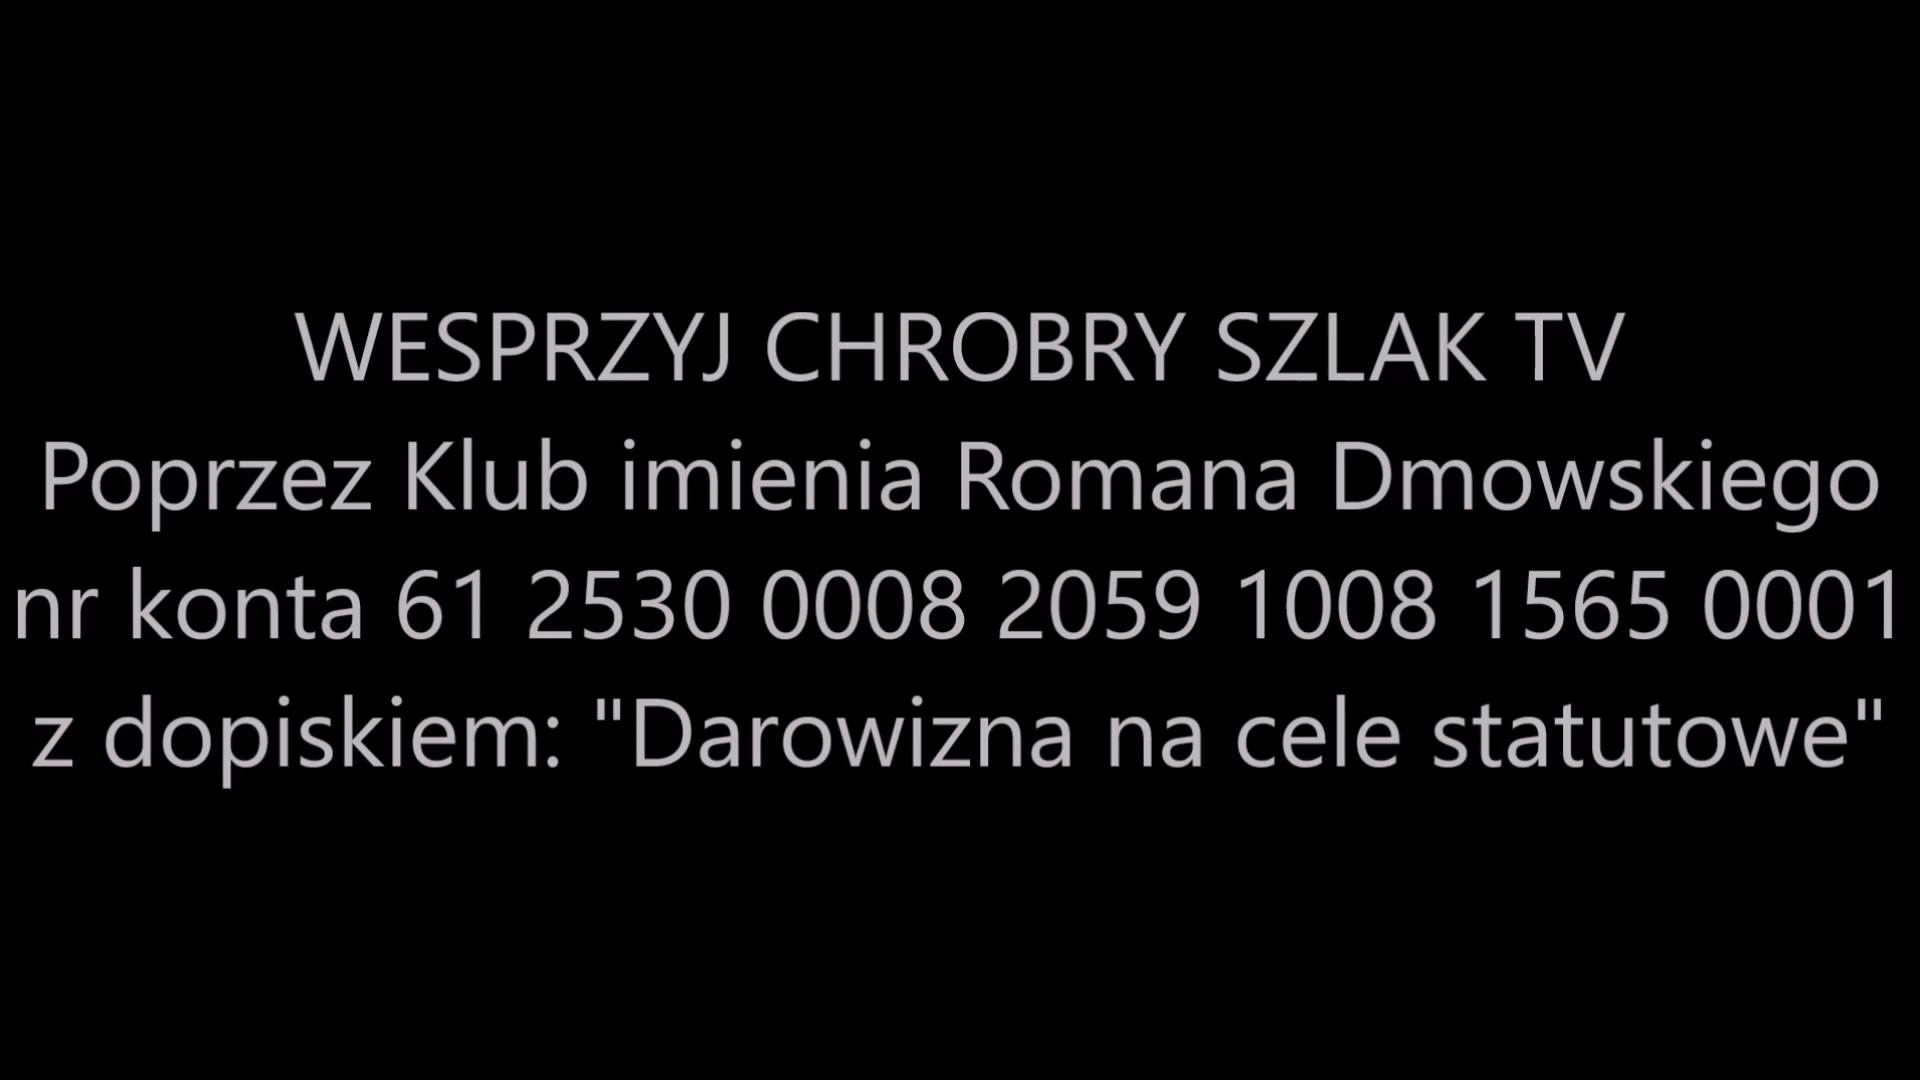 WESPRZYJ CHROBRY SZLAK TV
Poprzez Klub imienia Romana Dmowskiego
nr konta 61 2530 0008 2059 1008 1565 0001
z dopiskiem: "Darowizna na cele statutowe"